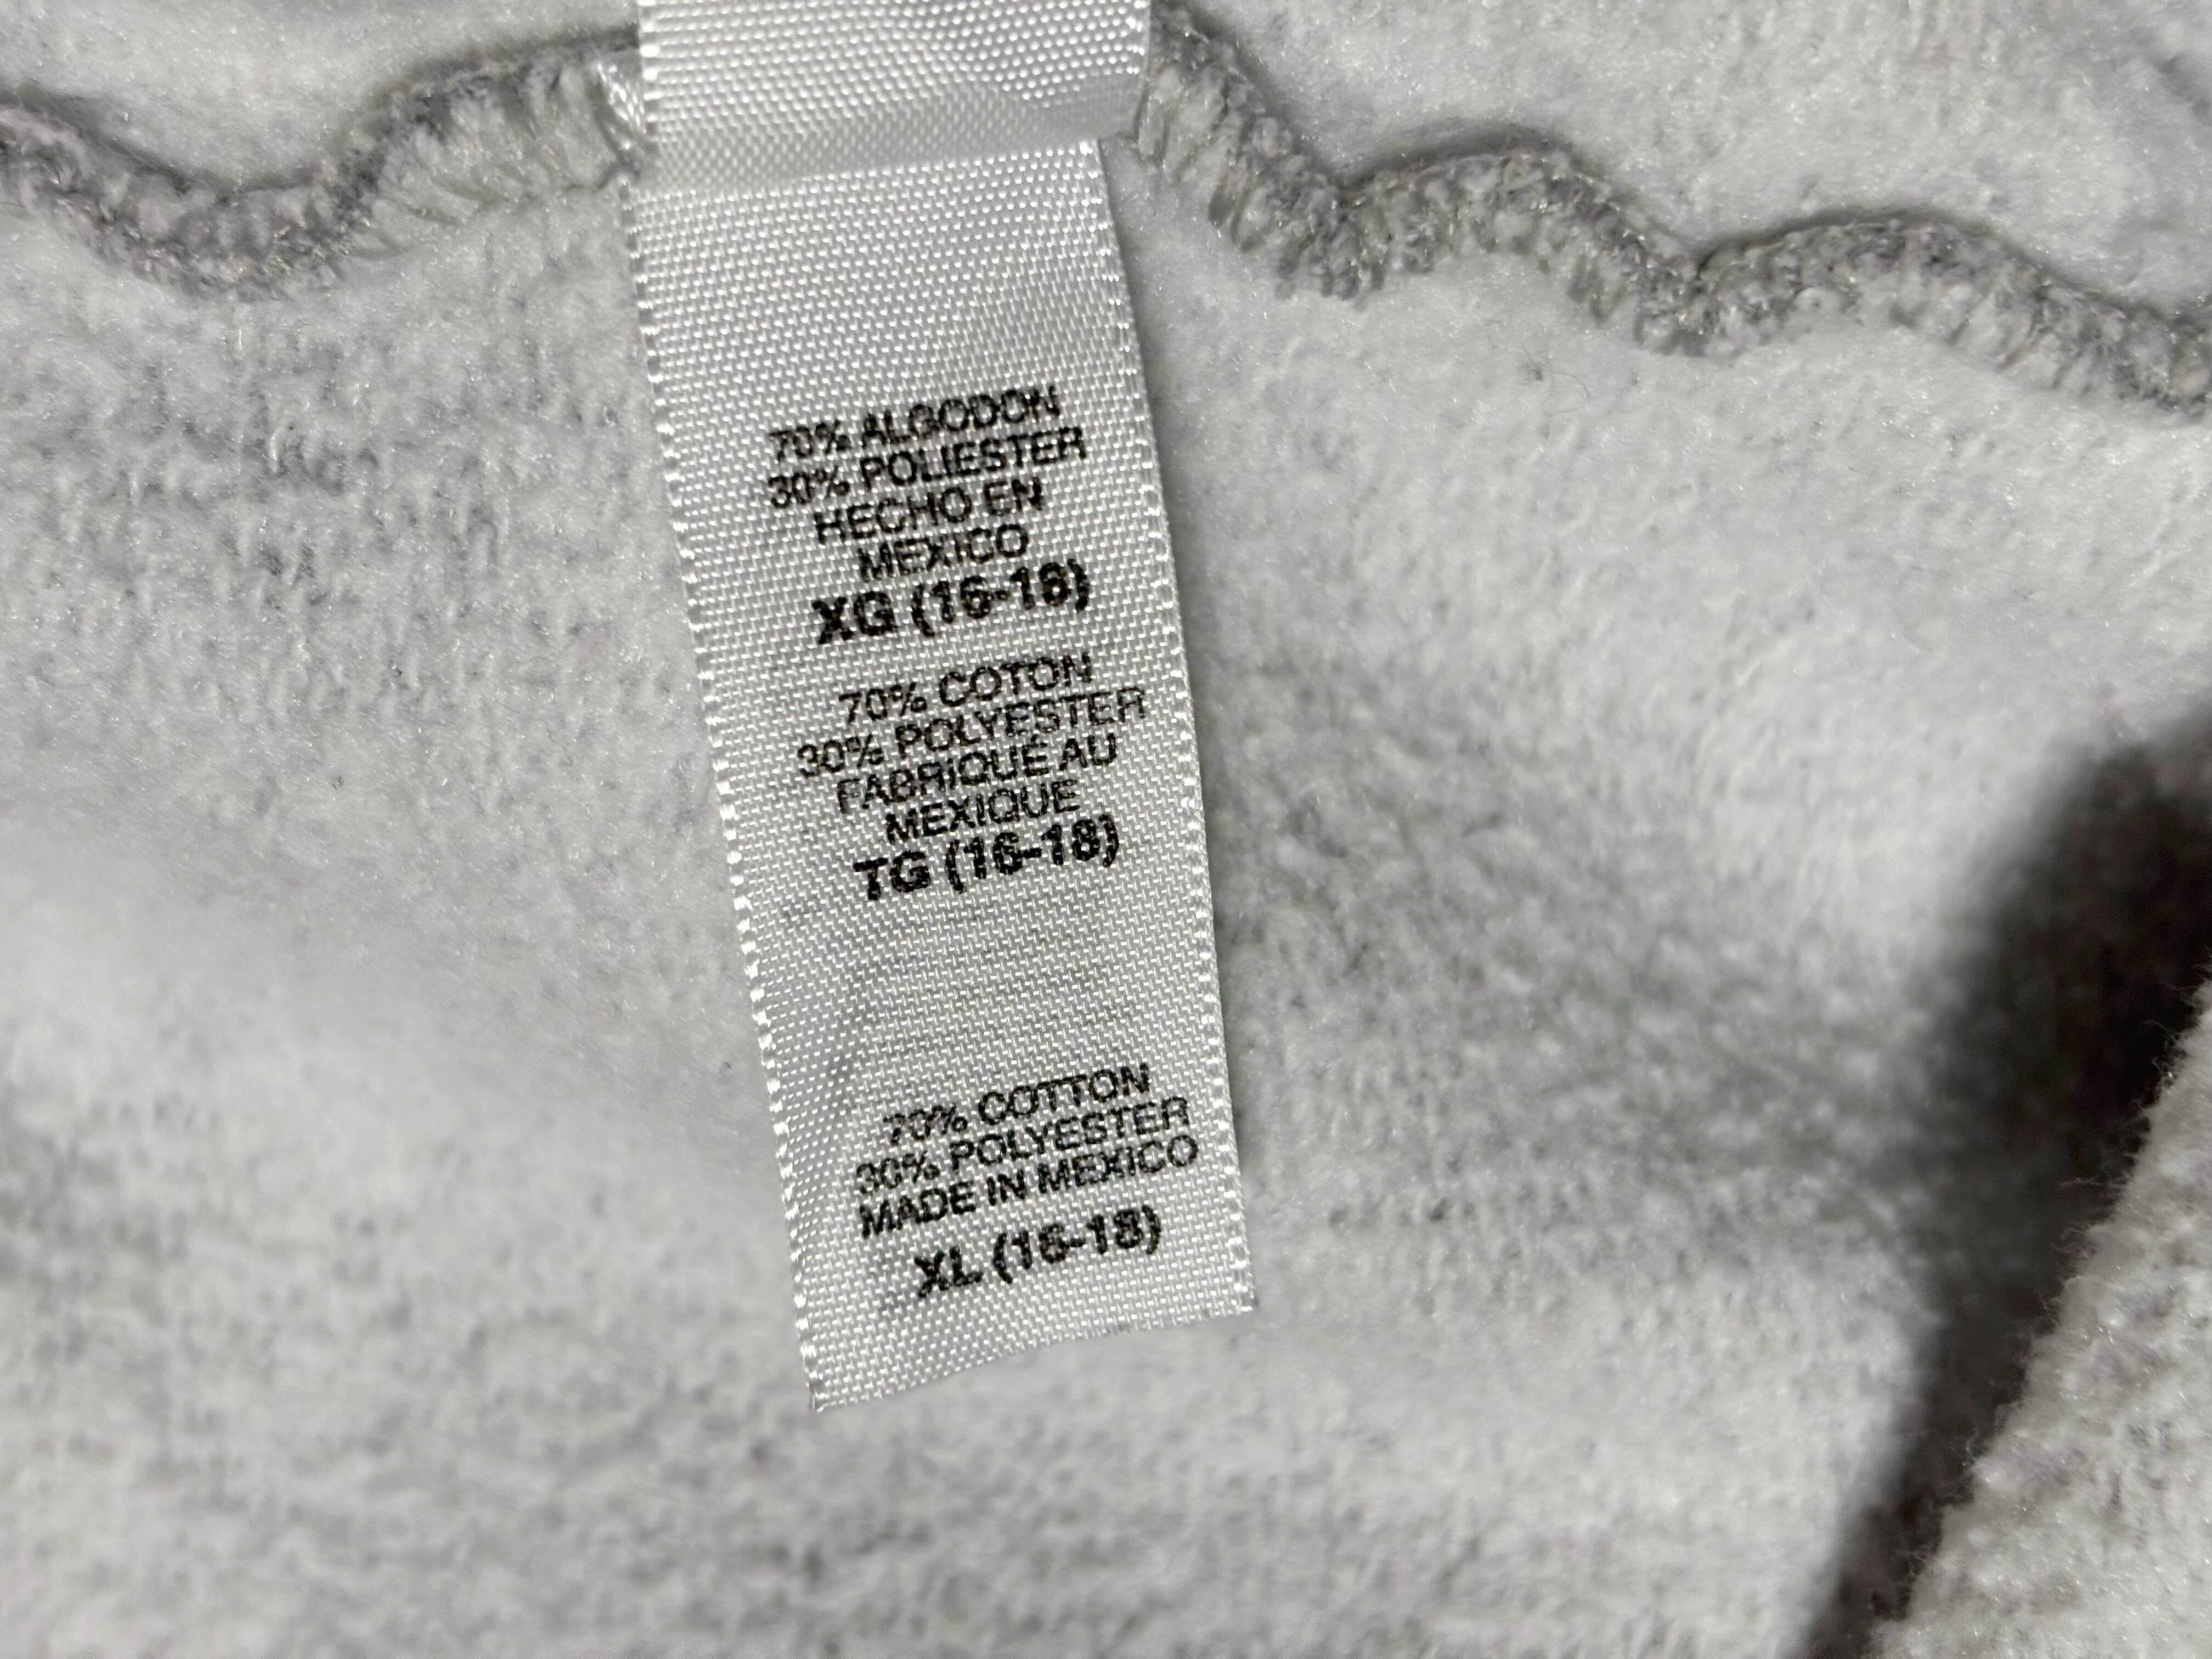 70% ALGODON
30% POLIESTER
HECHO EN
MEXICO
XG (16-18)
70% COTON
30% POLYESTER
FABRIQUÉ AU
MEXIQUE
TG (16-18)
70% COTTON
30% POLYESTER
MADE IN MEXICO
XL (16-18)